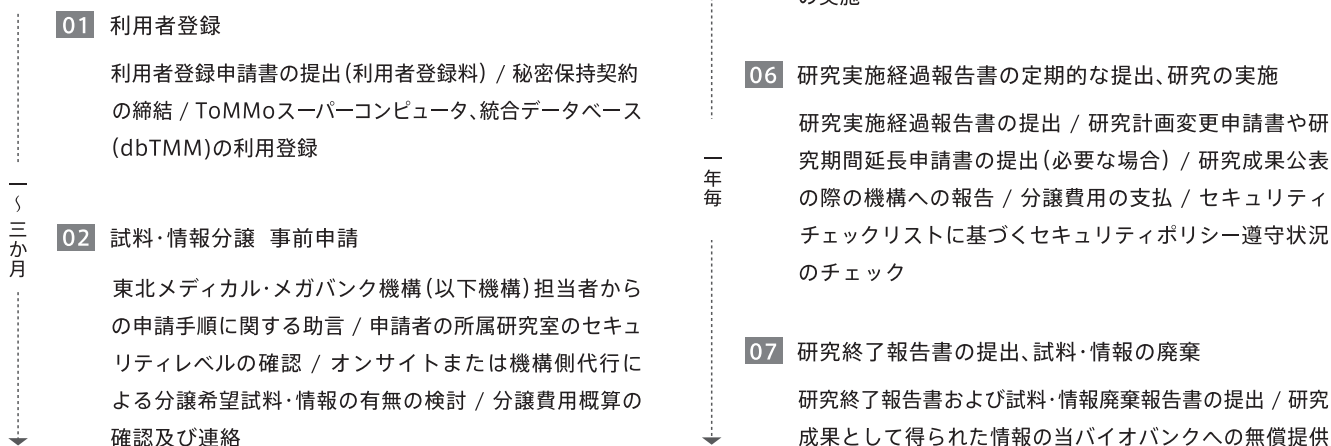 01 利用者登録
利用者登録申請書の提出(利用者登録料) / 秘密保持契約
の締結 / ToMMoスーパーコンピュータ、統合データベース
(dbTMM)の利用登録
一〜三か月
02 試料・情報分譲 事前申請
東北メディカル・メガバンク機構(以下機構)担当者から
の申請手順に関する助言 / 申請者の所属研究室のセキュ
リティレベルの確認 / オンサイトまたは機構側代行に
よる分譲希望試料・情報の有無の検討 / 分譲費用概算の
確認及び連絡
の実施
06 研究実施経過報告書の定期的な提出、研究の実施
研究実施経過報告書の提出 / 研究計画変更申請書や研
究期間延長申請書の提出(必要な場合) / 研究成果公表
の際の機構への報告 / 分譲費用の支払 / セキュリティ
チェックリストに基づくセキュリティポリシー遵守状況
のチェック
一年毎
07 研究終了報告書の提出、試料・情報の廃棄
研究終了報告書および試料・情報廃棄報告書の提出 / 研究
成果として得られた情報の当バイオバンクへの無償提供